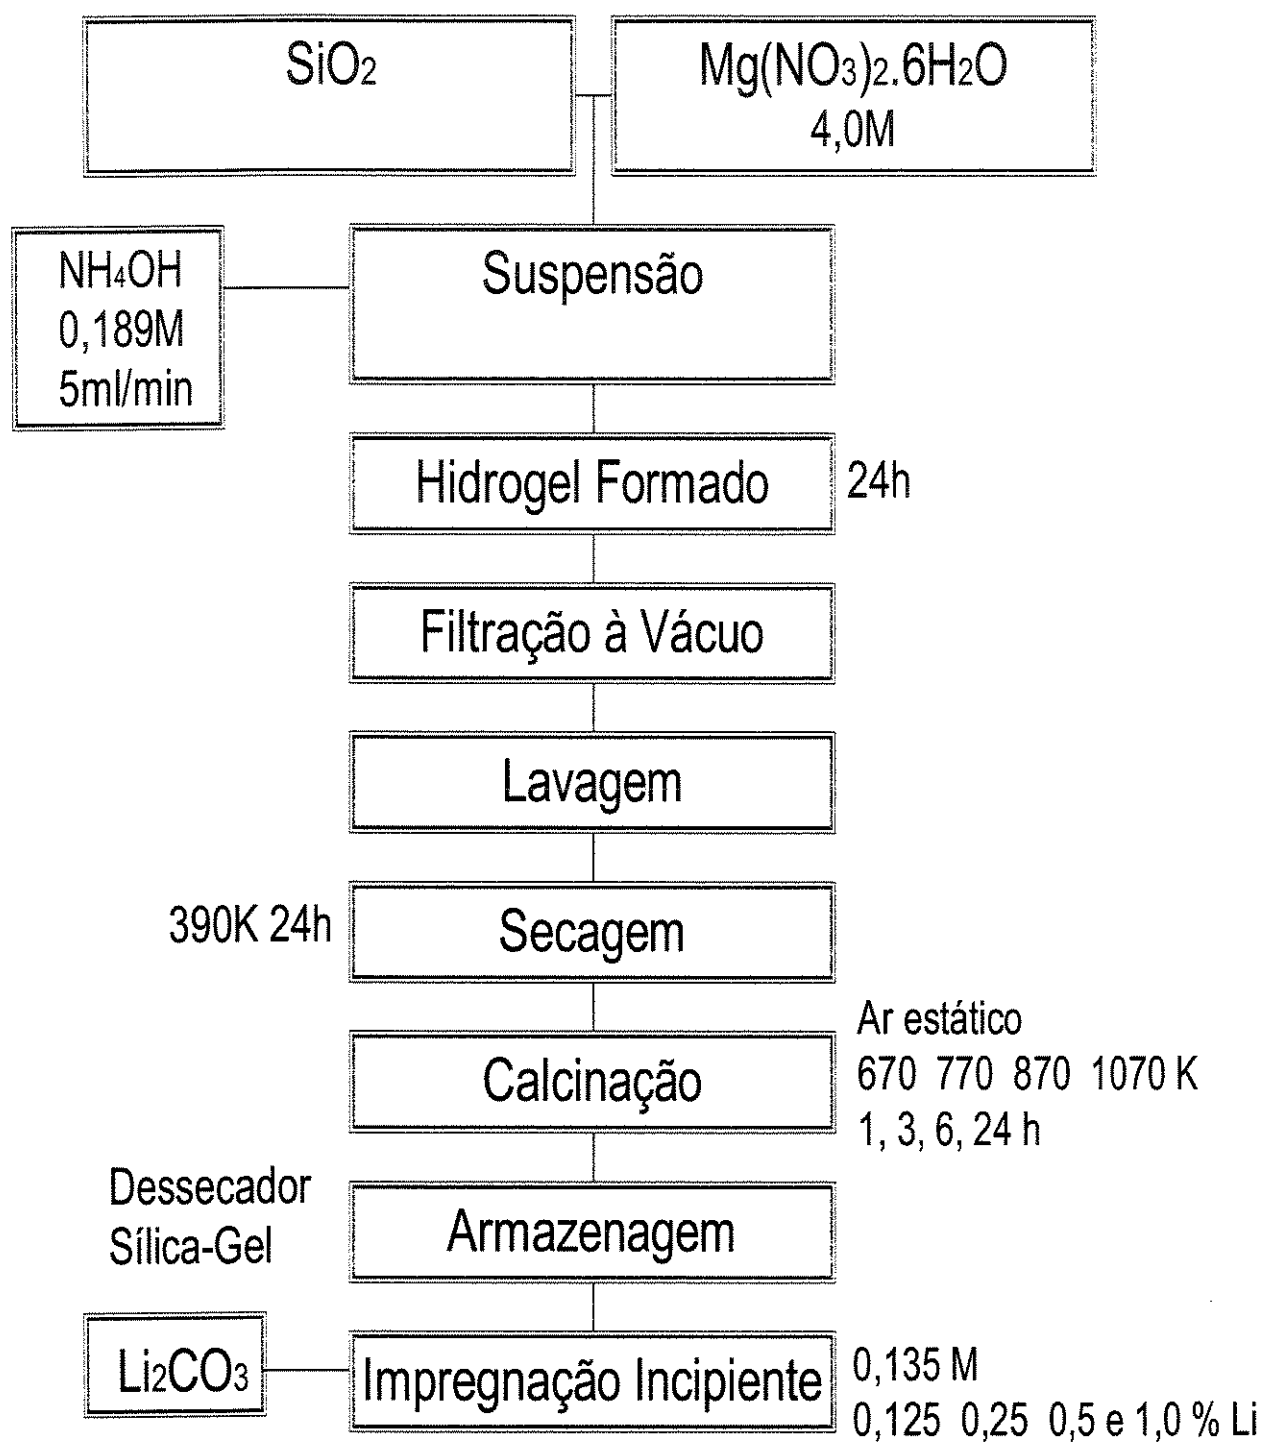 SiO2
Mg(NO3)2.6H2O
4,0M
NH4OH
0,189M
5ml/min
Suspensão
Hidrogel Formado
24h
Filtração à Vácuo
Lavagem
390K 24h
Secagem
Calcinação
Ar estático
670 770 870 1070 K
1, 3, 6, 24 h
Dessecador
Sílica-Gel
Armazenagem
Li2CO3
Impregnação Incipiente
0,135 M
0,125 0,25 0,5 e 1,0 % Li